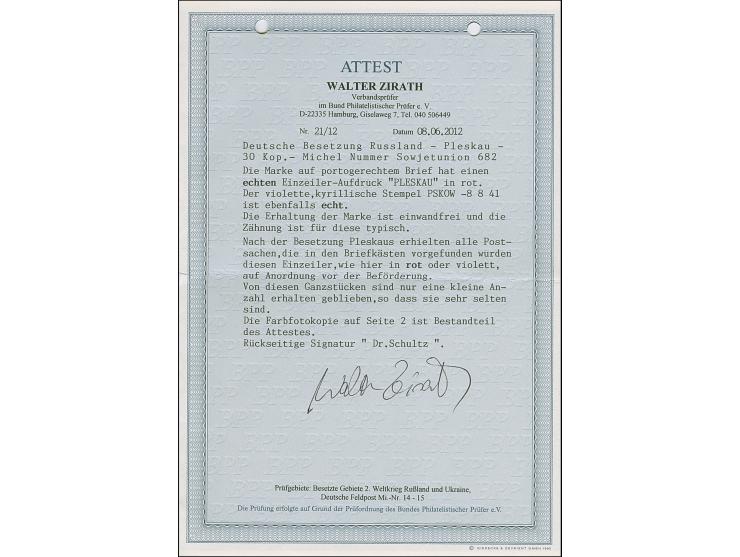 ATTEST
WALTER ZIRATH
Verbandsprüfer
im Bund Philatelistischer Prüfer e. V.
D-22335 Hamburg, Giselaweg 7, Tel. 040 506449
Nr. 21/12 Datum 08.06.2012
Deutsche Besetzung Russland - Pleskau -
30 Kop.- Michel Nummer Sowjetunion 682
Die Marke auf portogerechtem Brief hat einen
echten Einzeiler-Aufdruck "PLESKAU" in rot.
Der violette,kyrillische Stempel PSKOW -8 8 41
ist ebenfalls echt.
Die Erhaltung der Marke ist einwandfrei und die
Zähnung ist für diese typisch.
Nach der Besetzung Pleskaus erhielten alle Post-
sachen,die in den Briefkästen vorgefunden wurden
diesen Einzeiler,wie hier in rot oder violett,
auf Anordnung vor der Beförderung.
Von diesen Ganzstücken sind nur eine kleine An-
zahl erhalten geblieben,so dass sie sehr selten
sind.
Die Farbfotokopie auf Seite 2 ist Bestandteil
des Attestes.
Rückseitige Signatur " Dr.Schultz ".
Walter Zirath
Prüfgebiete: Besetzte Gebiete 2. Weltkrieg Rußland und Ukraine,
Deutsche Feldpost Mi.-Nr. 14 - 15
Die Prüfung erfolgte auf Grund der Prüfordnung des Bundes Philatelistischer Prüfer e.V.